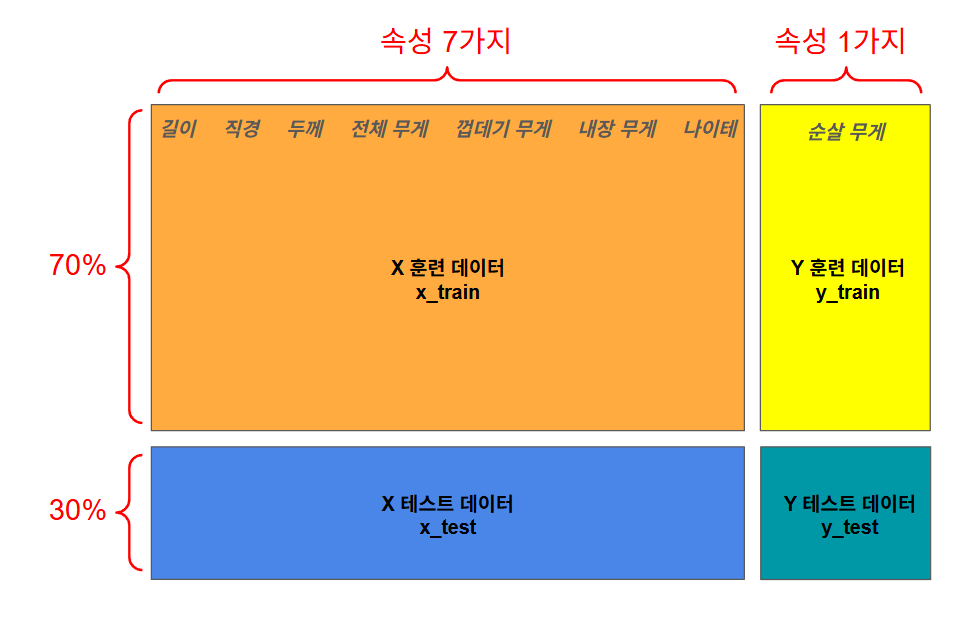 속성 7가지
속성 1가지
길이 직경 두께 전체 무게 껍데기 무게 내장 무게 나이테
순살 무게
70%
X 훈련 데이터
x_train
Y 훈련 데이터
y_train
30%
X 테스트 데이터
x_test
Y 테스트 데이터
y_test